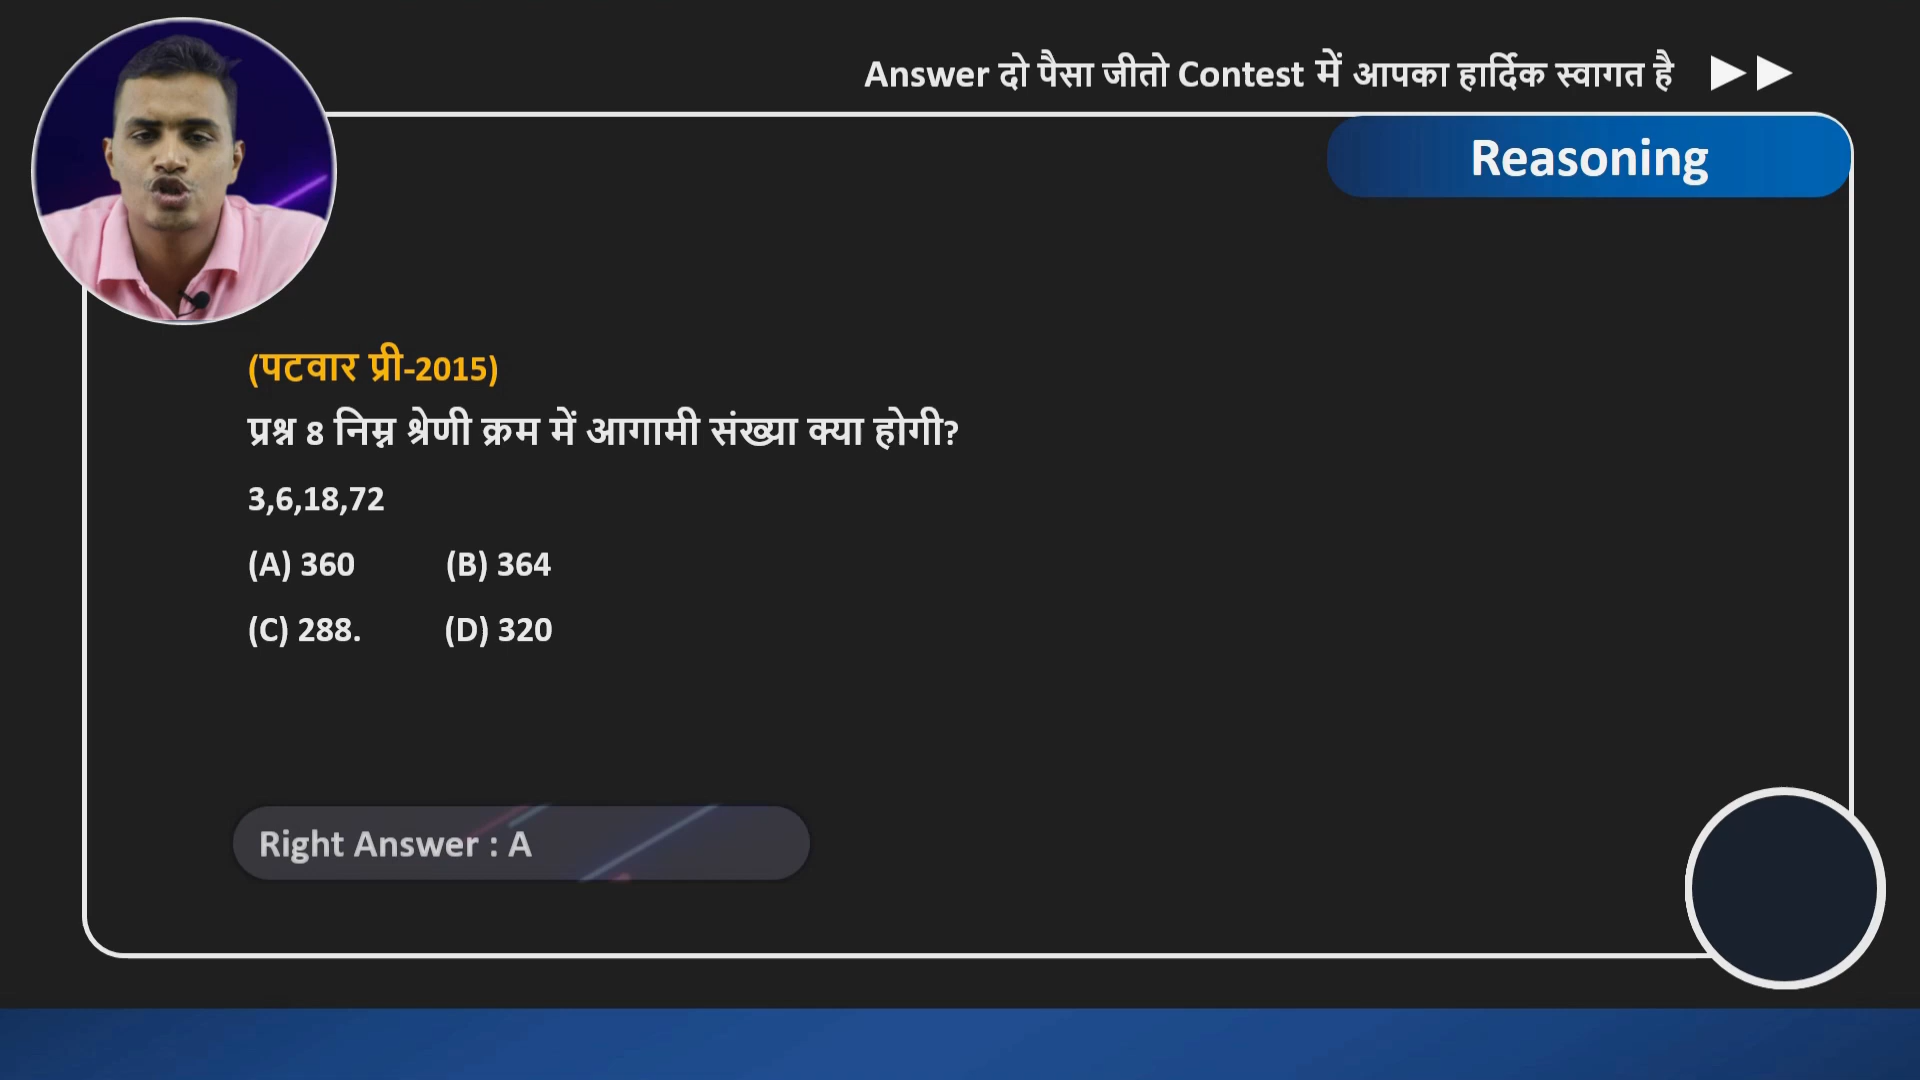 Answer दो पैसा जीतो Contest में आपका हार्दिक स्वागत है
Reasoning
(पटवार प्री-2015)
प्रश्न 8 निम्न श्रेणी क्रम में आगामी संख्या क्या होगी?
3,6,18,72
(A) 360 (B) 364
(C) 288. (D) 320
Right Answer : A